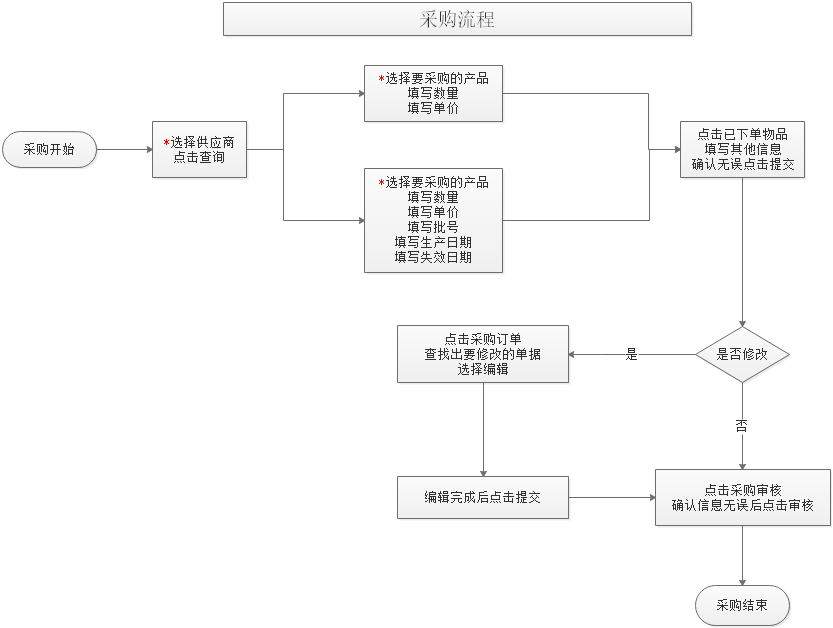 采购流程
采购开始
*选择供应商
点击查询
*选择要采购的产品
填写数量
填写单价
*选择要采购的产品
填写数量
填写单价
填写批号
填写生产日期
填写失效日期
点击已下单物品
填写其他信息
确认无误点击提交
是否修改
是
点击采购订单
查找出要修改的单据
选择编辑
否
编辑完成后点击提交
点击采购审核
确认信息无误后点击审核
采购结束